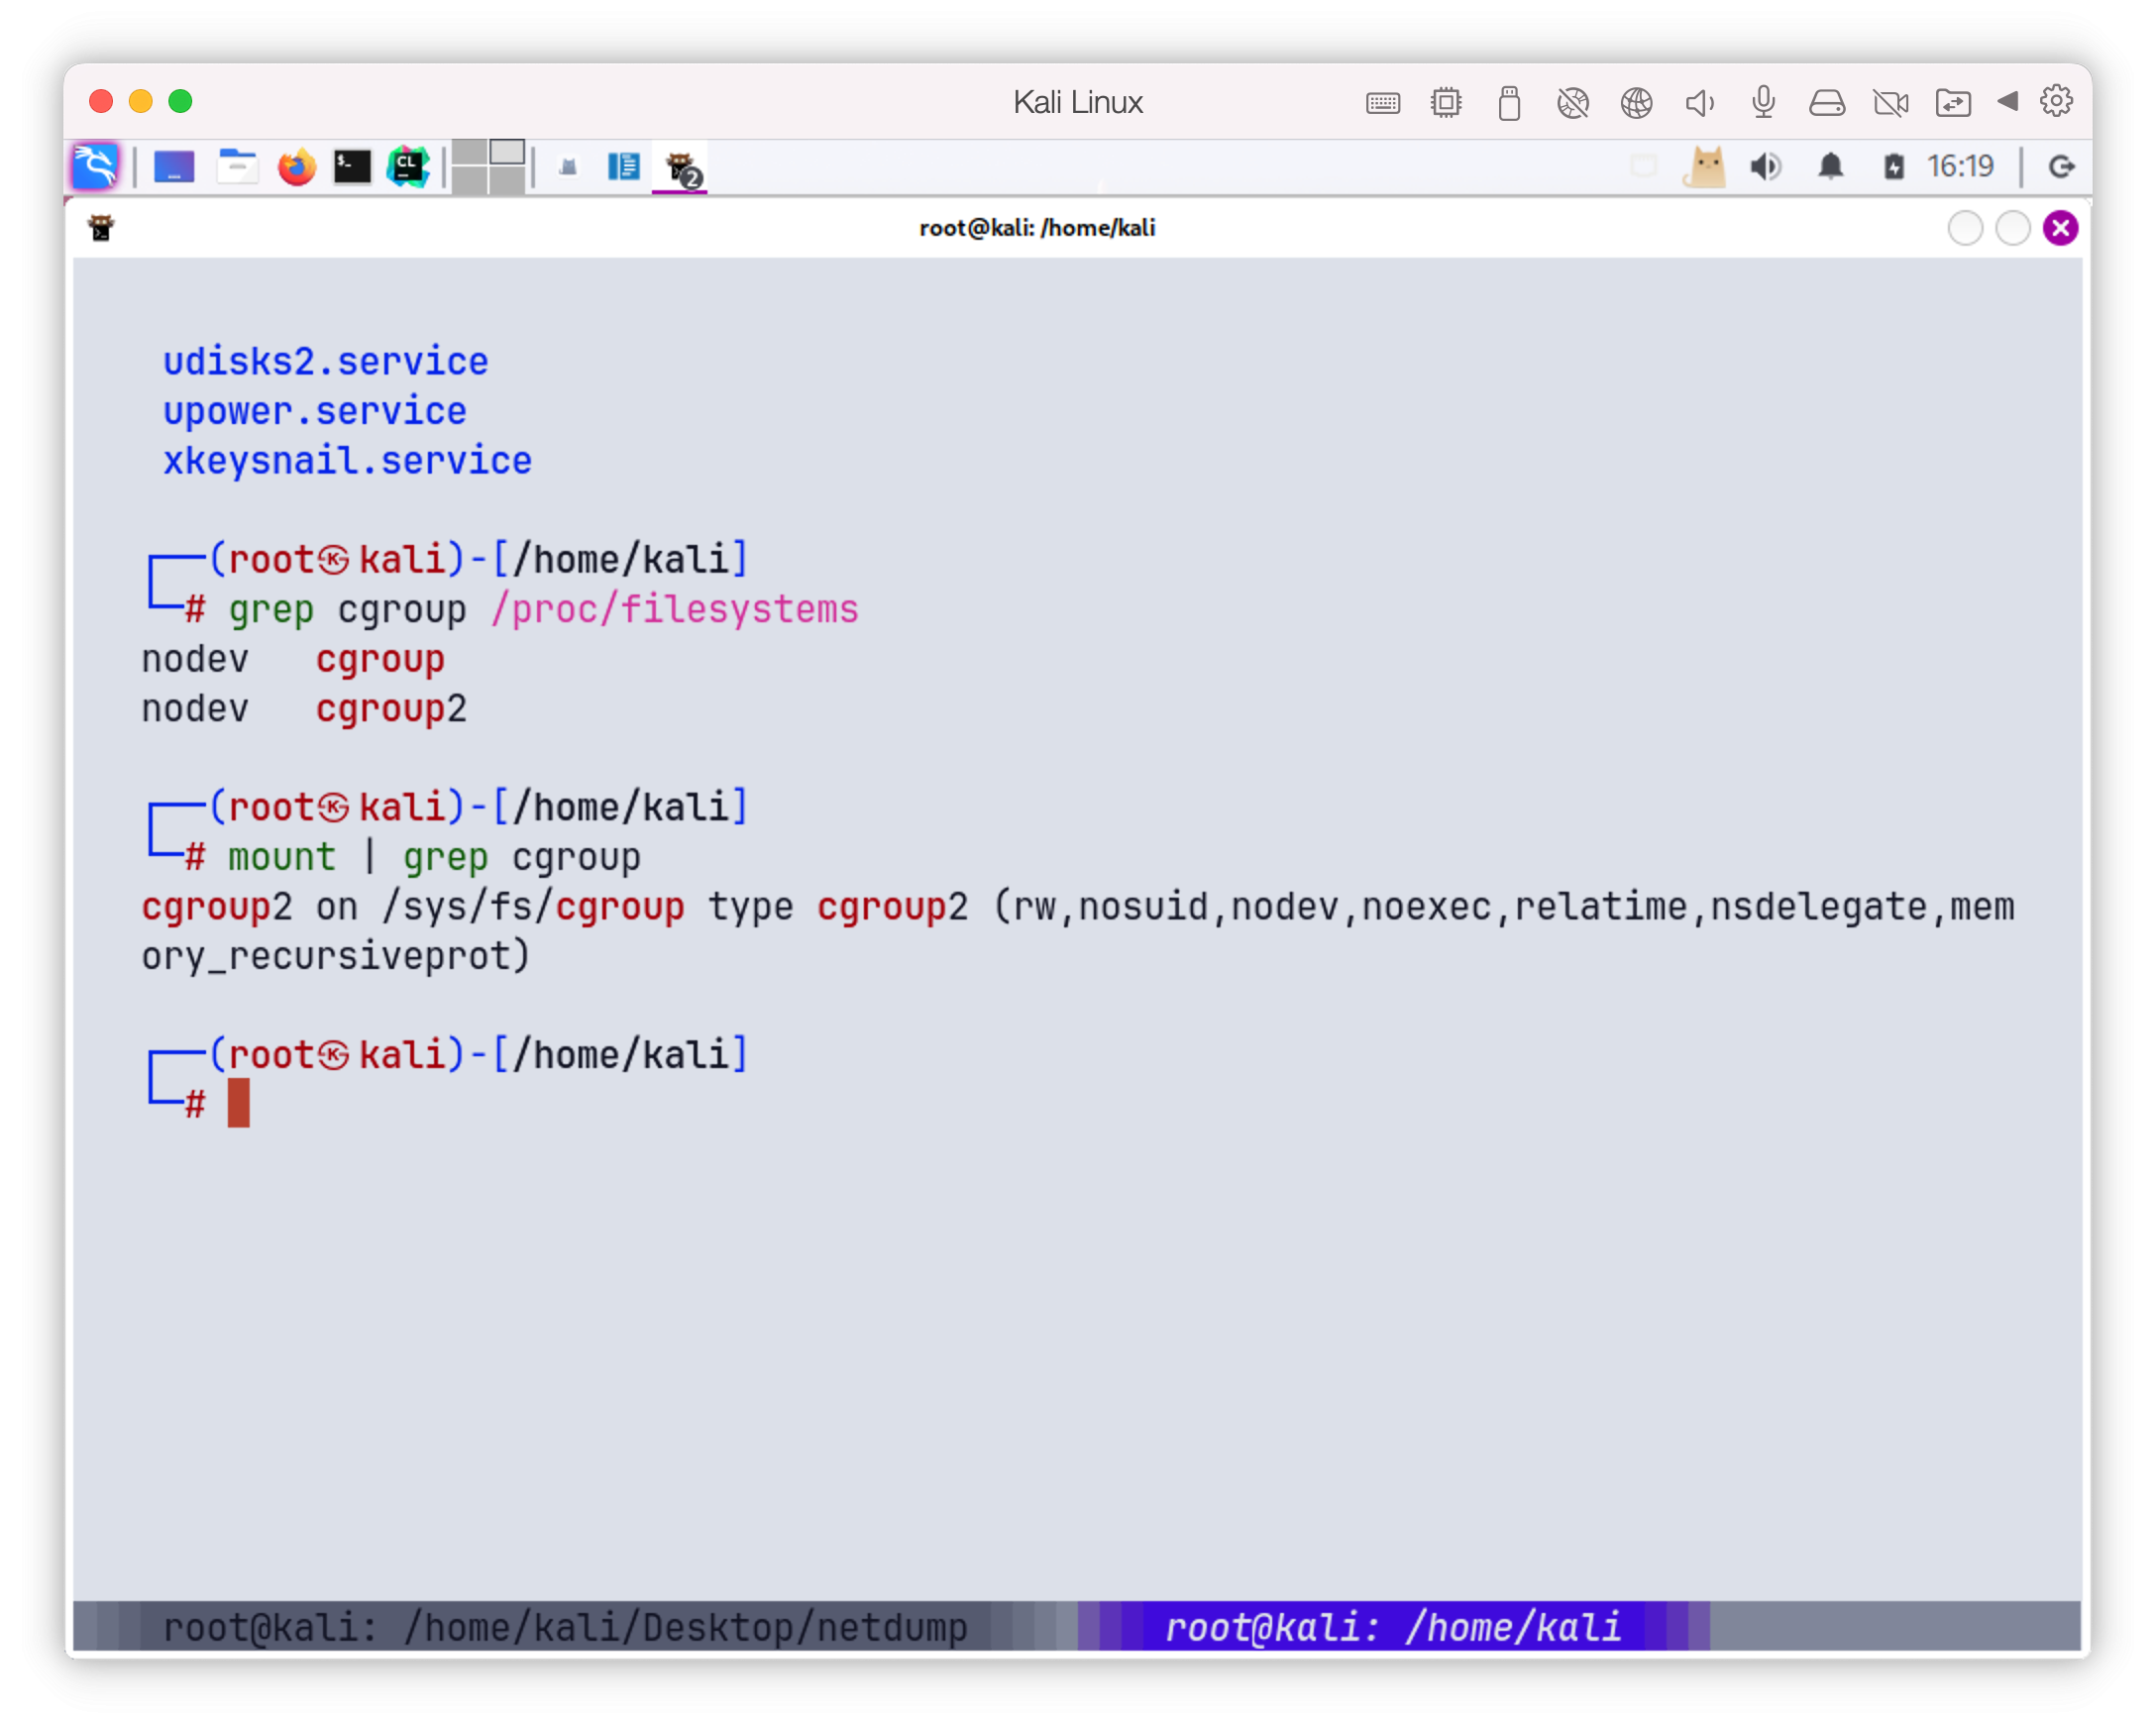 Kali Linux
2
16:19
root@kali: /home/kali
udisks2.service
upower.service
xkeysnail.service
┌──(root㉿kali)-[/home/kali]
└─# grep cgroup /proc/filesystems
nodev   cgroup
nodev   cgroup2
┌──(root㉿kali)-[/home/kali]
└─# mount | grep cgroup
cgroup2 on /sys/fs/cgroup type cgroup2 (rw,nosuid,nodev,noexec,relatime,nsdelegate,mem
ory_recursiveprot)
┌──(root㉿kali)-[/home/kali]
└─#
root@kali: /home/kali/Desktop/netdump    root@kali: /home/kali